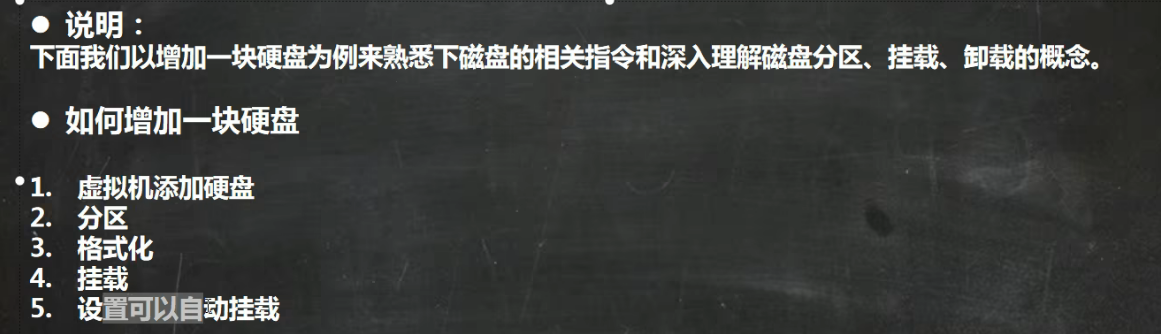 ● 说明：
下面我们以增加一块硬盘为例来熟悉下磁盘的相关指令和深入理解磁盘分区、挂载、卸载的概念。
● 如何增加一块硬盘
1. 虚拟机添加硬盘
2. 分区
3. 格式化
4. 挂载
5. 设置可以自动挂载